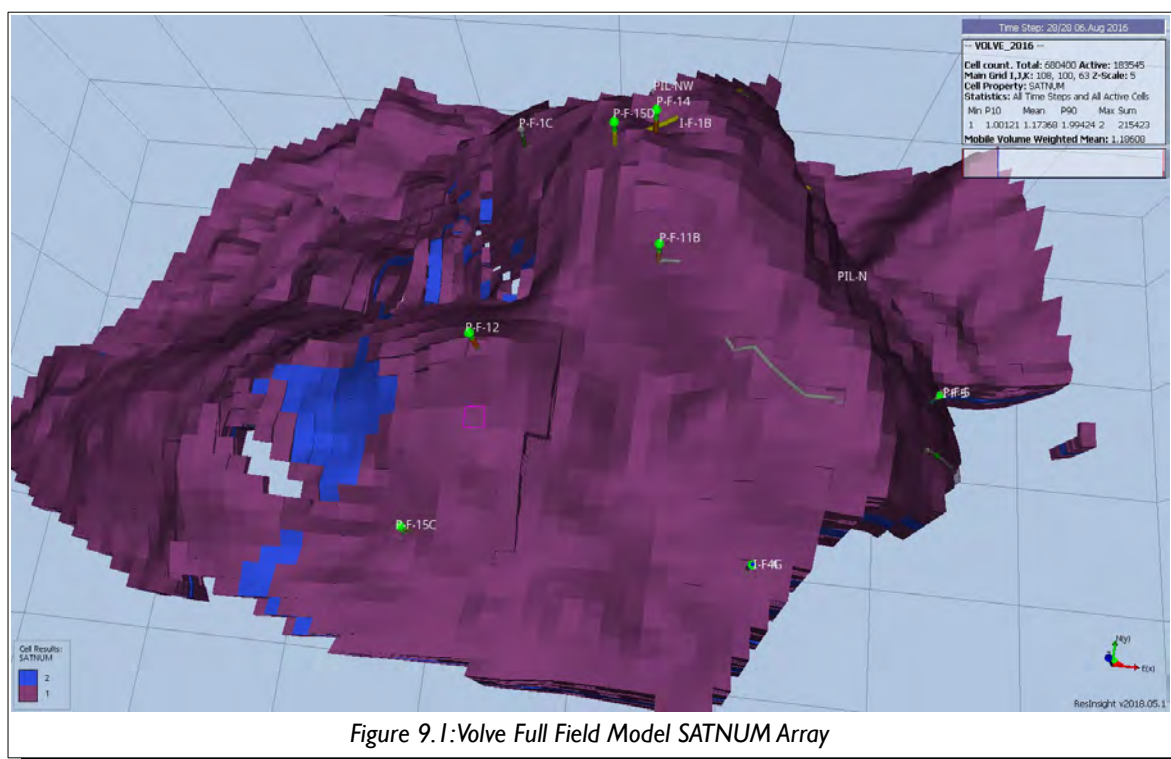 Time Step: 28/28 06.Aug 2016
-- VOLVE_2016 --
Cell count. Total: 680400 Active: 183545
Main Grid I,J,K: 108, 100, 63 Z-Scale: 5
Cell Property: SATNUM
Statistics: All Time Steps and All Active Cells
Min P10 Mean P90 Max Sum
1 1.00121 1.17368 1.99424 2 215423
Mobile Volume Weighted Mean: 1.18608
PIL-NW
P-F-14
P-F-15D
I-F-1B
P-F-1C
P-F-11B
PIL-N
P-F-12
P-F-15C
Cell Results:
SATNUM
2
1
N(y)
E(x)
ResInsight v2018.05.1
Figure 9.1: Volve Full Field Model SATNUM Array